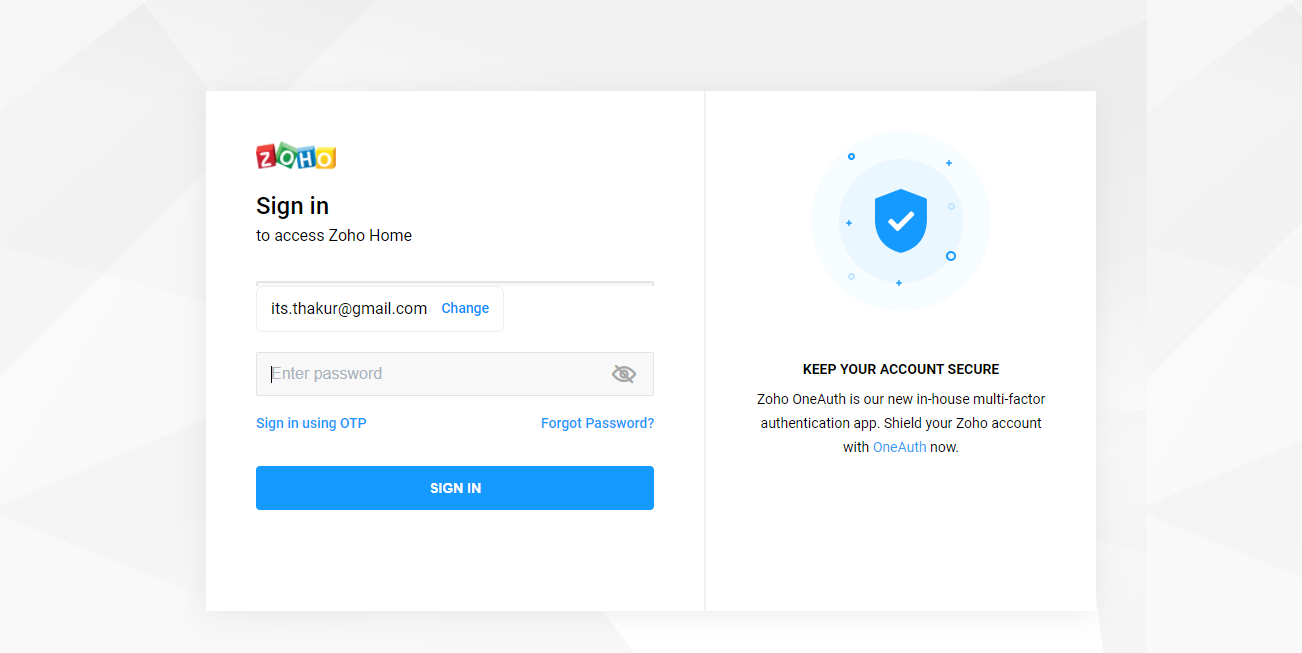 ZOHO
Sign in
to access Zoho Home
its.thakur@gmail.com Change
Enter password
Sign in using OTP Forgot Password?
SIGN IN
KEEP YOUR ACCOUNT SECURE
Zoho OneAuth is our new in-house multi-factor
authentication app. Shield your Zoho account
with OneAuth now.